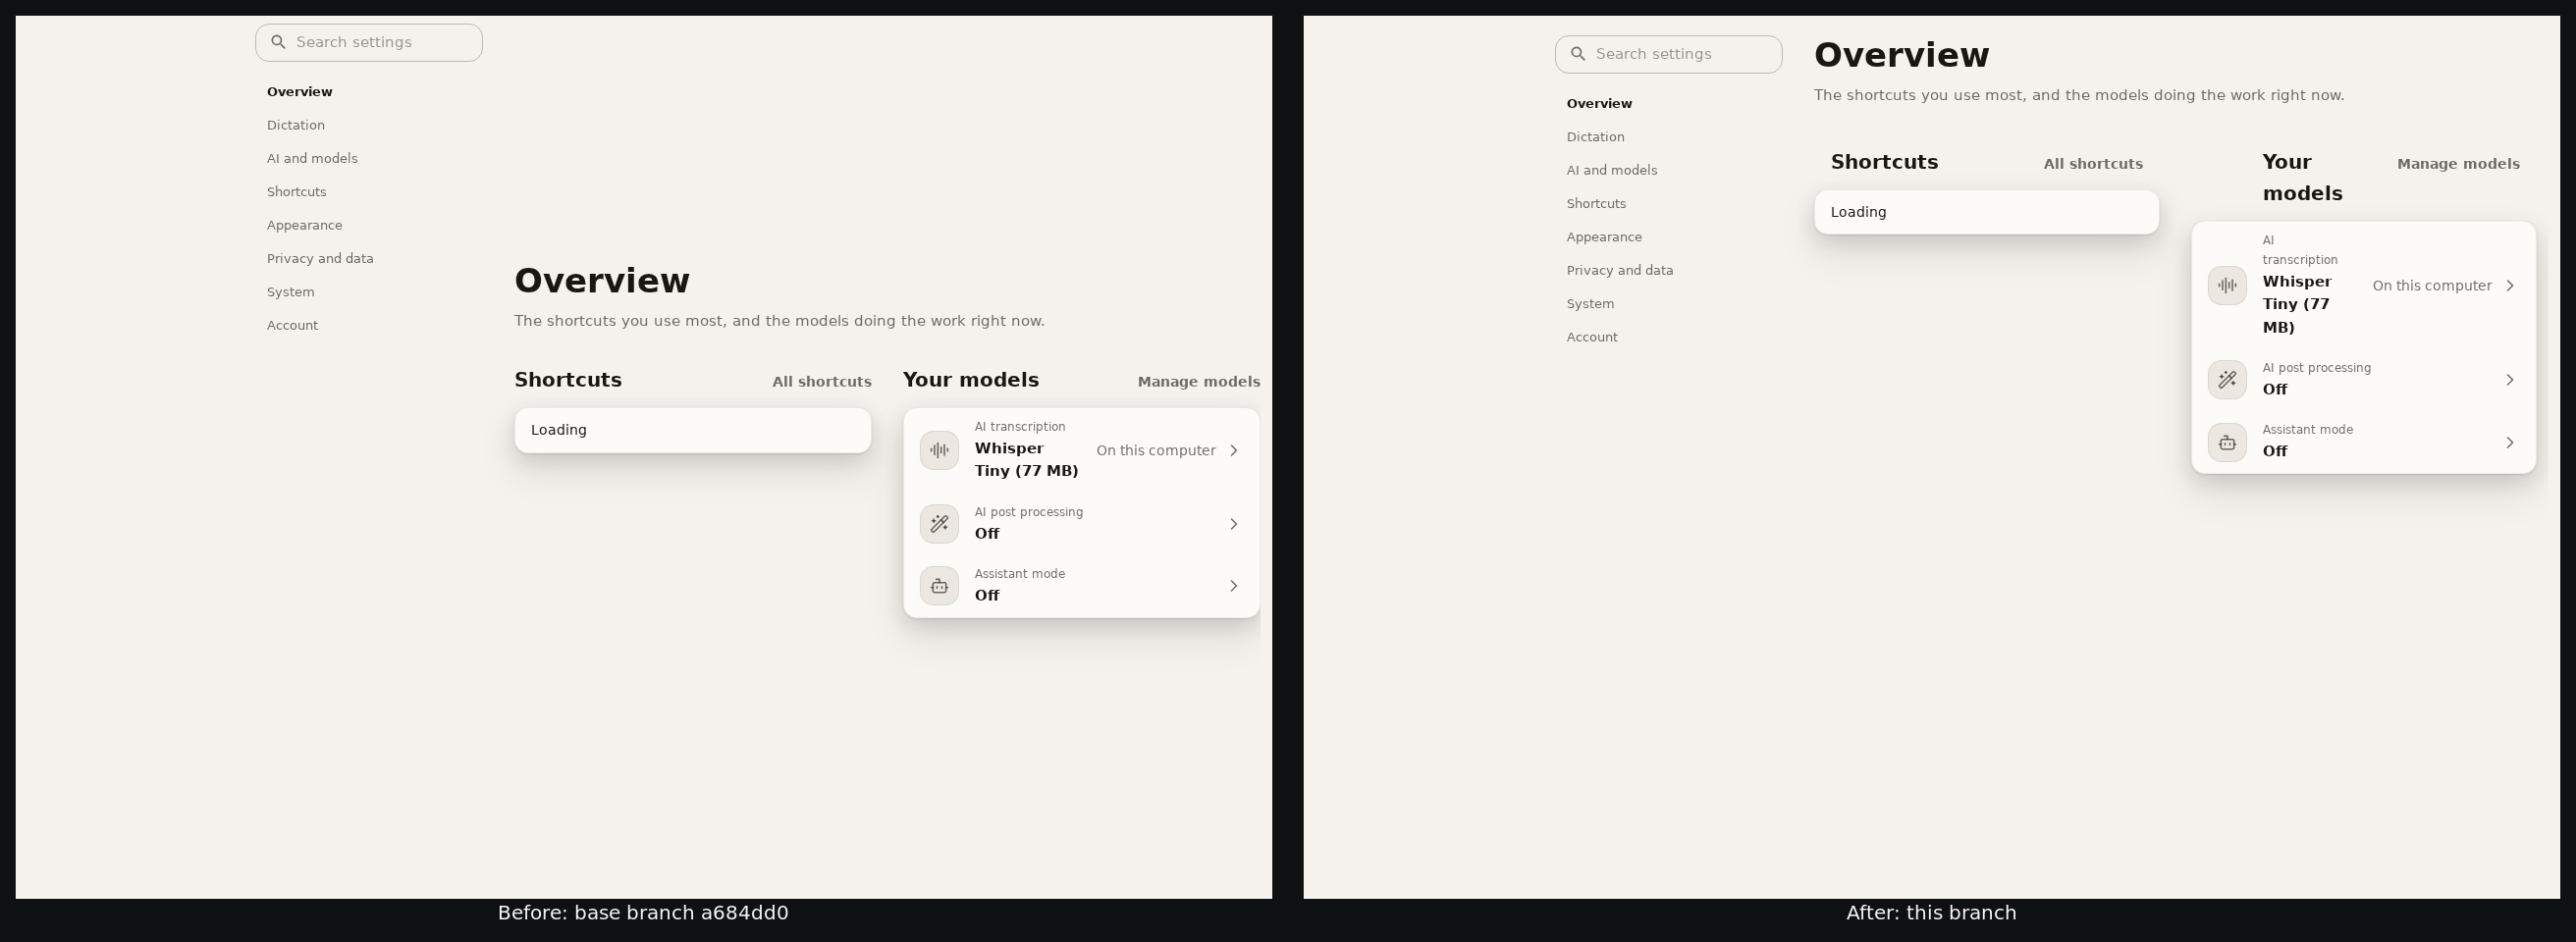 Search settings
Overview
Dictation
AI and models
Shortcuts
Appearance
Privacy and data
System
Account
Overview
The shortcuts you use most, and the models doing the work right now.
Shortcuts
All shortcuts
Loading
Your models
Manage models
AI transcription
Whisper
Tiny (77 MB)
On this computer
AI post processing
Off
Assistant mode
Off
Before: base branch a684dd0
Search settings
Overview
Dictation
AI and models
Shortcuts
Appearance
Privacy and data
System
Account
Overview
The shortcuts you use most, and the models doing the work right now.
Shortcuts
All shortcuts
Loading
Your
models
Manage models
AI
transcription
Whisper
Tiny (77
MB)
On this computer
AI post processing
Off
Assistant mode
Off
After: this branch